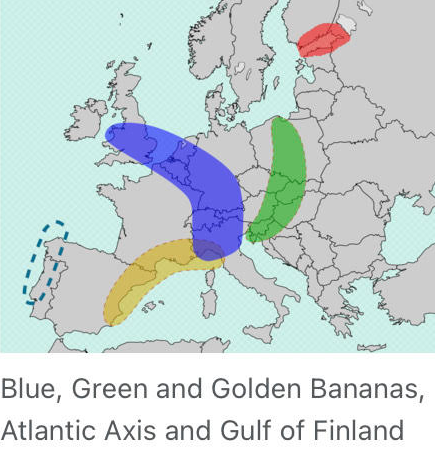 Blue, Green and Golden Bananas,
Atlantic Axis and Gulf of Finland